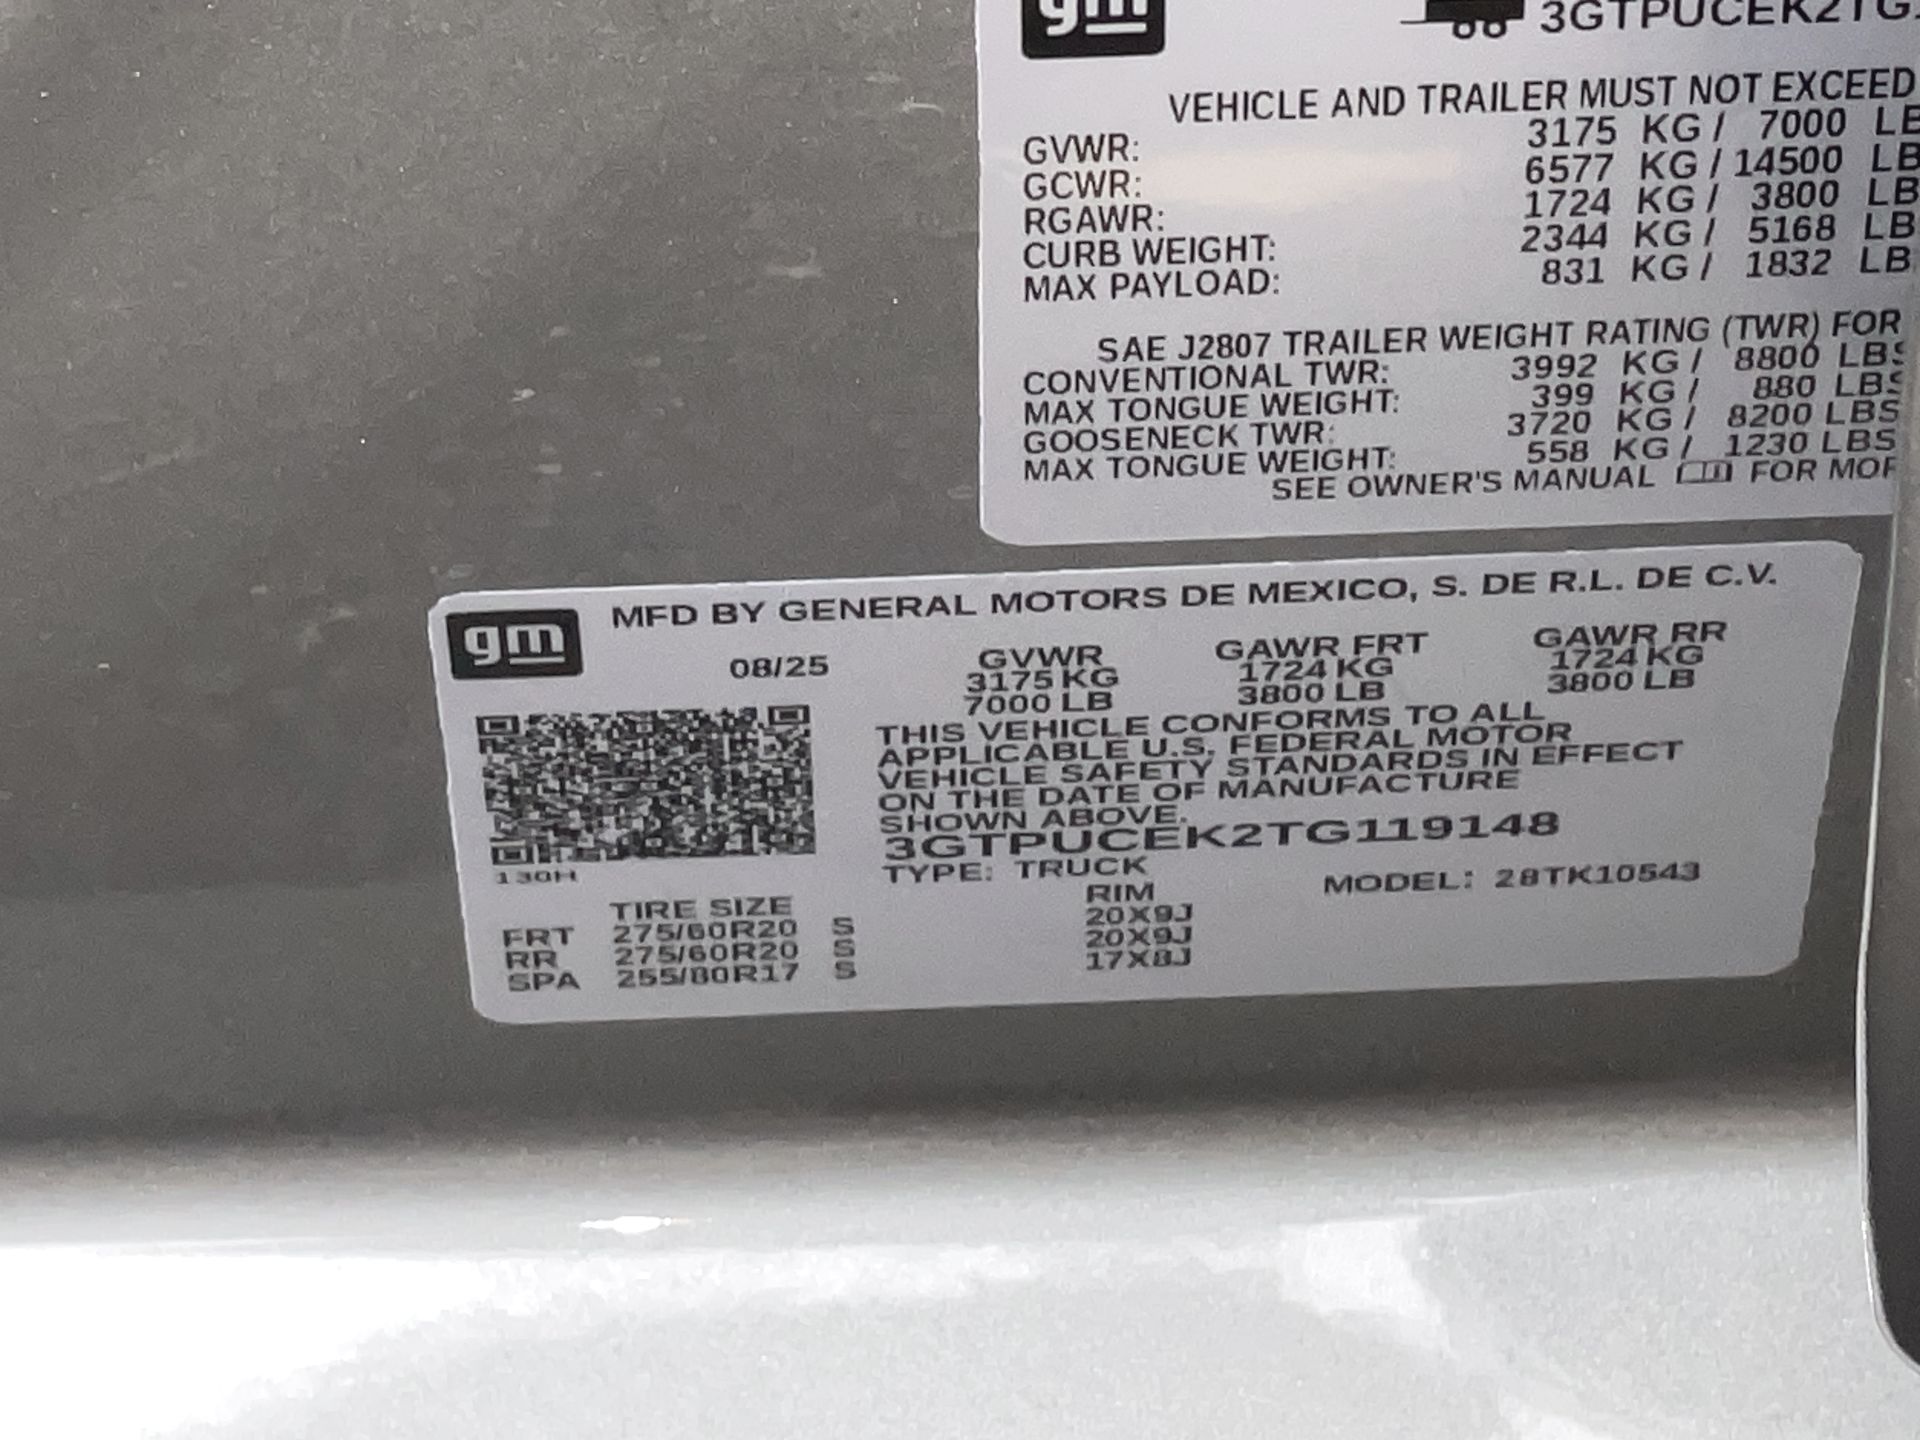 gm 3GTPUCEK2TG
VEHICLE AND TRAILER MUST NOT EXCEED
GVWR: 3175 KG / 7000 LB
GCWR: 6577 KG / 14500 LB
RGAWR: 1724 KG / 3800 LB
CURB WEIGHT: 2344 KG / 5168 LB
MAX PAYLOAD: 831 KG / 1832 LB
SAE J2807 TRAILER WEIGHT RATING (TWR) FOR
CONVENTIONAL TWR: 3992 KG / 8800 LBS
MAX TONGUE WEIGHT: 399 KG / 880 LBS
GOOSENECK TWR: 3720 KG / 8200 LBS
MAX TONGUE WEIGHT: 558 KG / 1230 LBS
SEE OWNER'S MANUAL FOR MOR
gm MFD BY GENERAL MOTORS DE MEXICO, S. DE R.L. DE C.V.
08/25 GVWR GAWR FRT GAWR RR
3175 KG 1724 KG 1724 KG
7000 LB 3800 LB 3800 LB
THIS VEHICLE CONFORMS TO ALL
APPLICABLE U.S. FEDERAL MOTOR
VEHICLE SAFETY STANDARDS IN EFFECT
ON THE DATE OF MANUFACTURE
SHOWN ABOVE.
3GTPUCEK2TG119148
130H
TYPE: TRUCK MODEL: 28TK10543
TIRE SIZE RIM
FRT 275/60R20 S 20X9J
RR 275/60R20 S 20X9J
SPA 255/80R17 S 17X8J